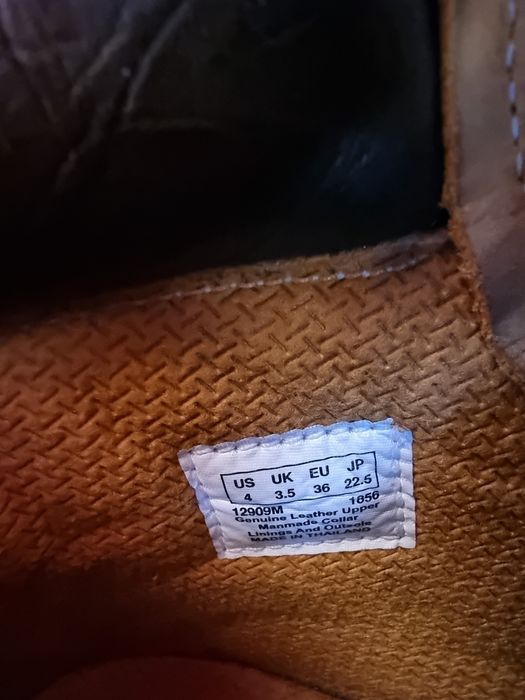 US UK EU JP
4 3.5 36 22.5
12909M 1656
Genuine Leather Upper
Manmade Collar
Linings And Outsole
MADE IN THAILAND